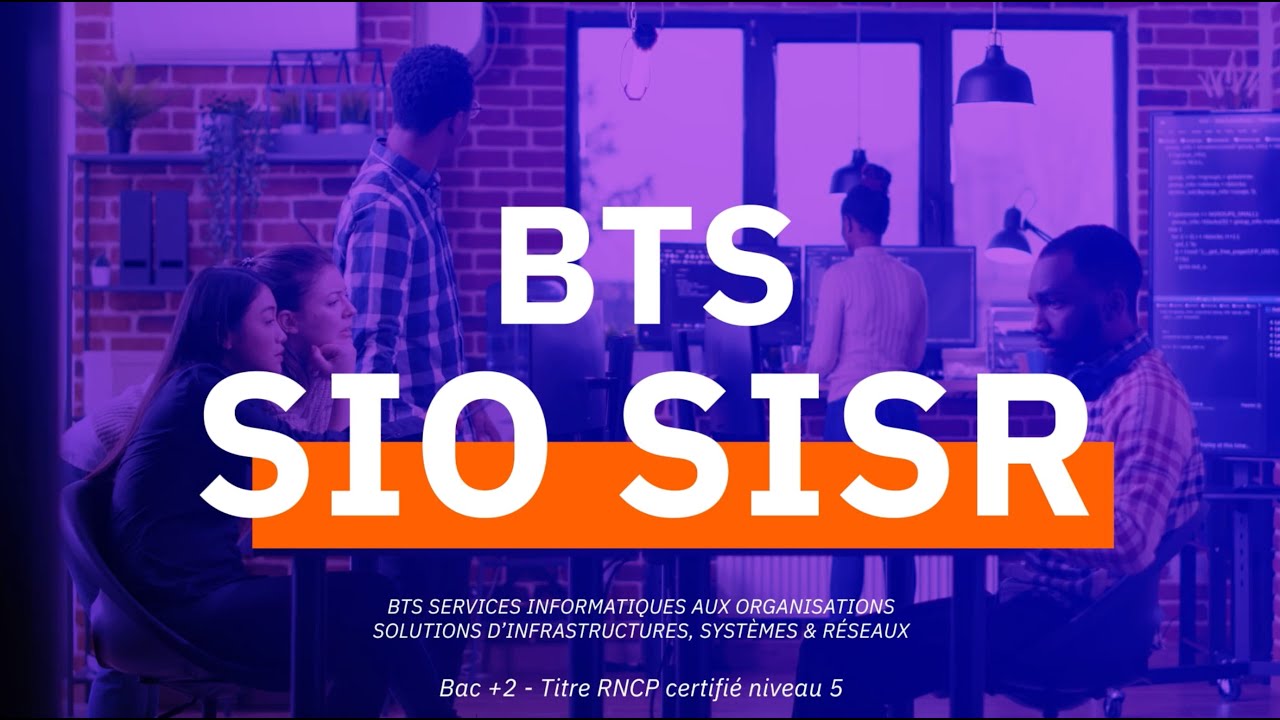 BTS
SIO SISR
BTS SERVICES INFORMATIQUES AUX ORGANISATIONS
SOLUTIONS D’INFRASTRUCTURES, SYSTÈMES & RÉSEAUX
Bac +2 - Titre RNCP certifié niveau 5